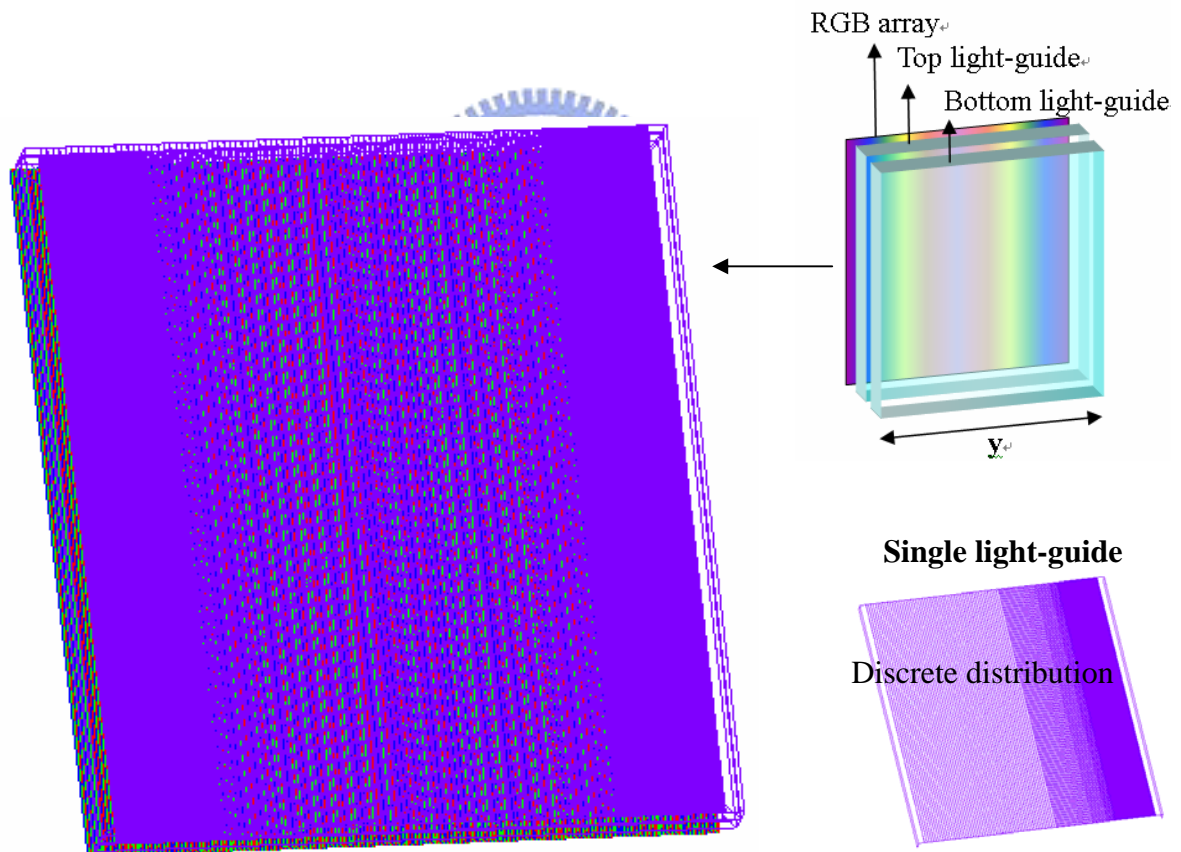 RGB array
Top light-guide
Bottom light-guide
y
Single light-guide
Discrete distribution